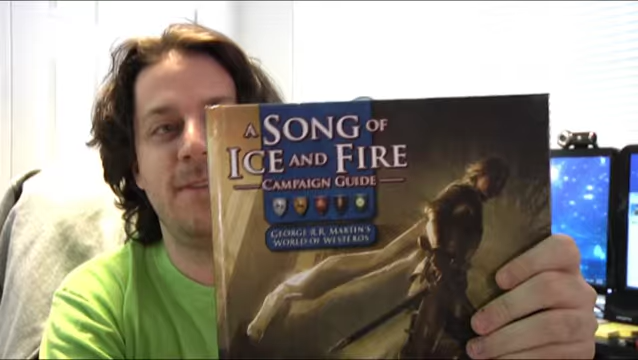 A SONG OF
ICE AND FIRE
CAMPAIGN GUIDE
GEORGE R.R. MARTIN'S
WORLD OF WESTEROS